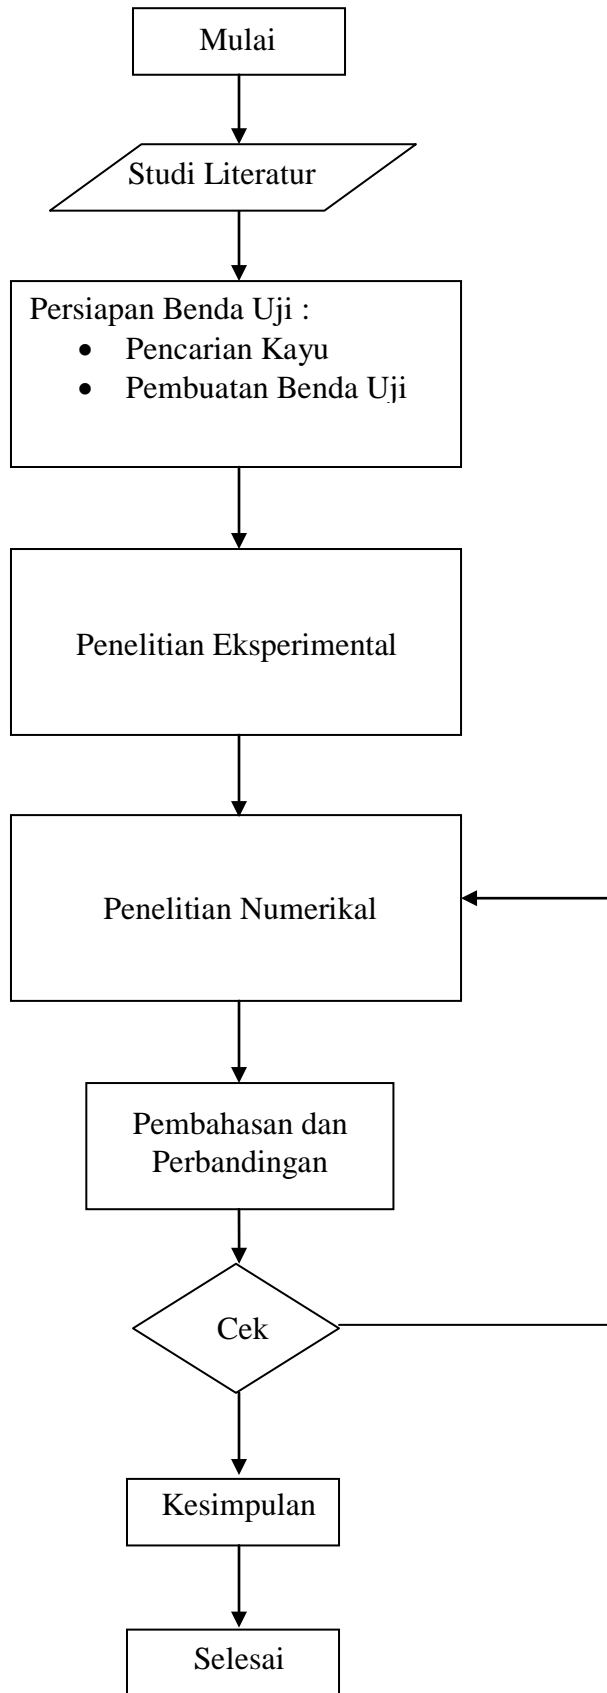 Mulai
Studi Literatur
Persiapan Benda Uji :
• Pencarian Kayu
• Pembuatan Benda Uji
Penelitian Eksperimental
Penelitian Numerikal
Pembahasan dan
Perbandingan
Cek
Kesimpulan
Selesai